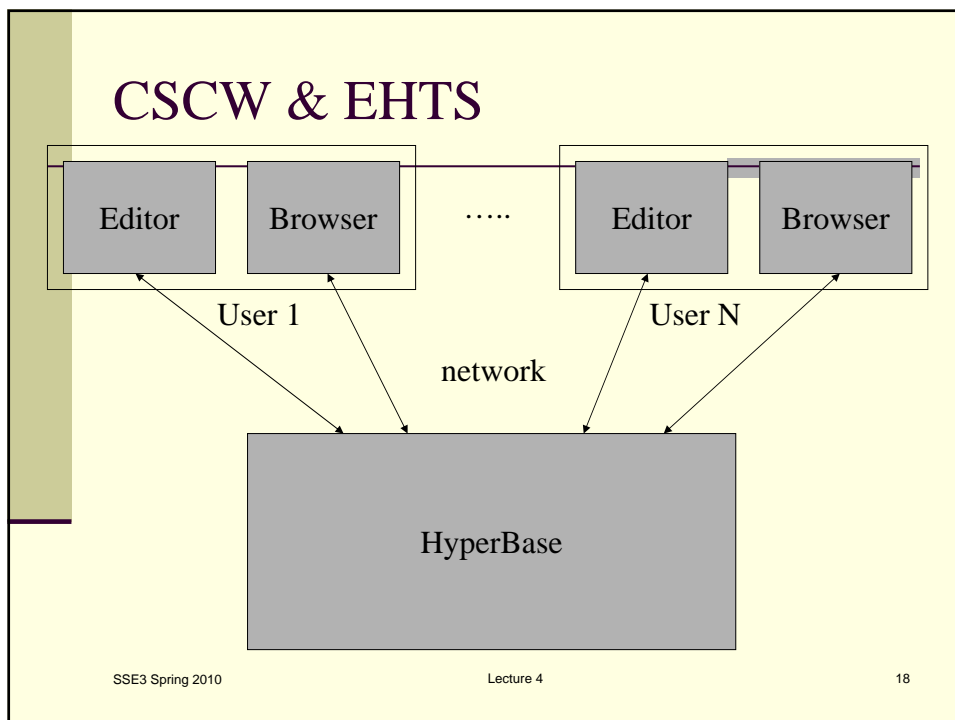 CSCW & EHTS
Editor Browser ..... Editor Browser
User 1 User N
network
HyperBase
SSE3 Spring 2010 Lecture 4 18